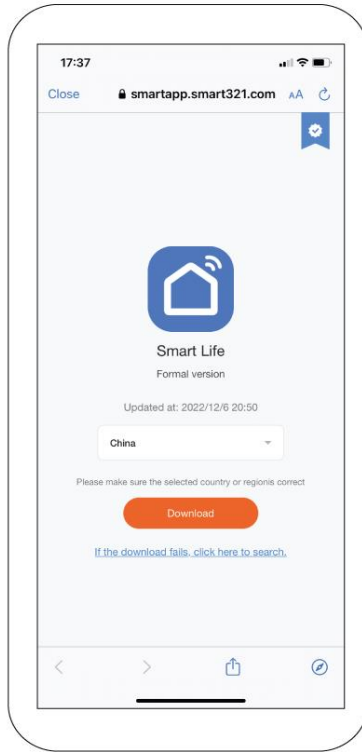 17:37
Close smartapp.smart321.com AA
Smart Life
Formal version
Updated at: 2022/12/6 20:50
China
Please make sure the selected country or regionis correct
Download
If the download fails, click here to search.